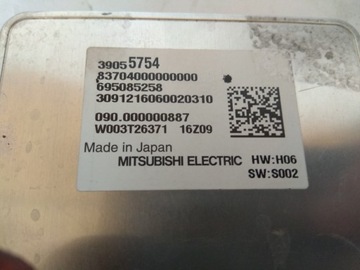 39055754
83704000000000
695085258
3091216060020310
090.000000887
W003T26371 16Z09
Made in Japan
MITSUBISHI ELECTRIC HW:H06
SW:S002